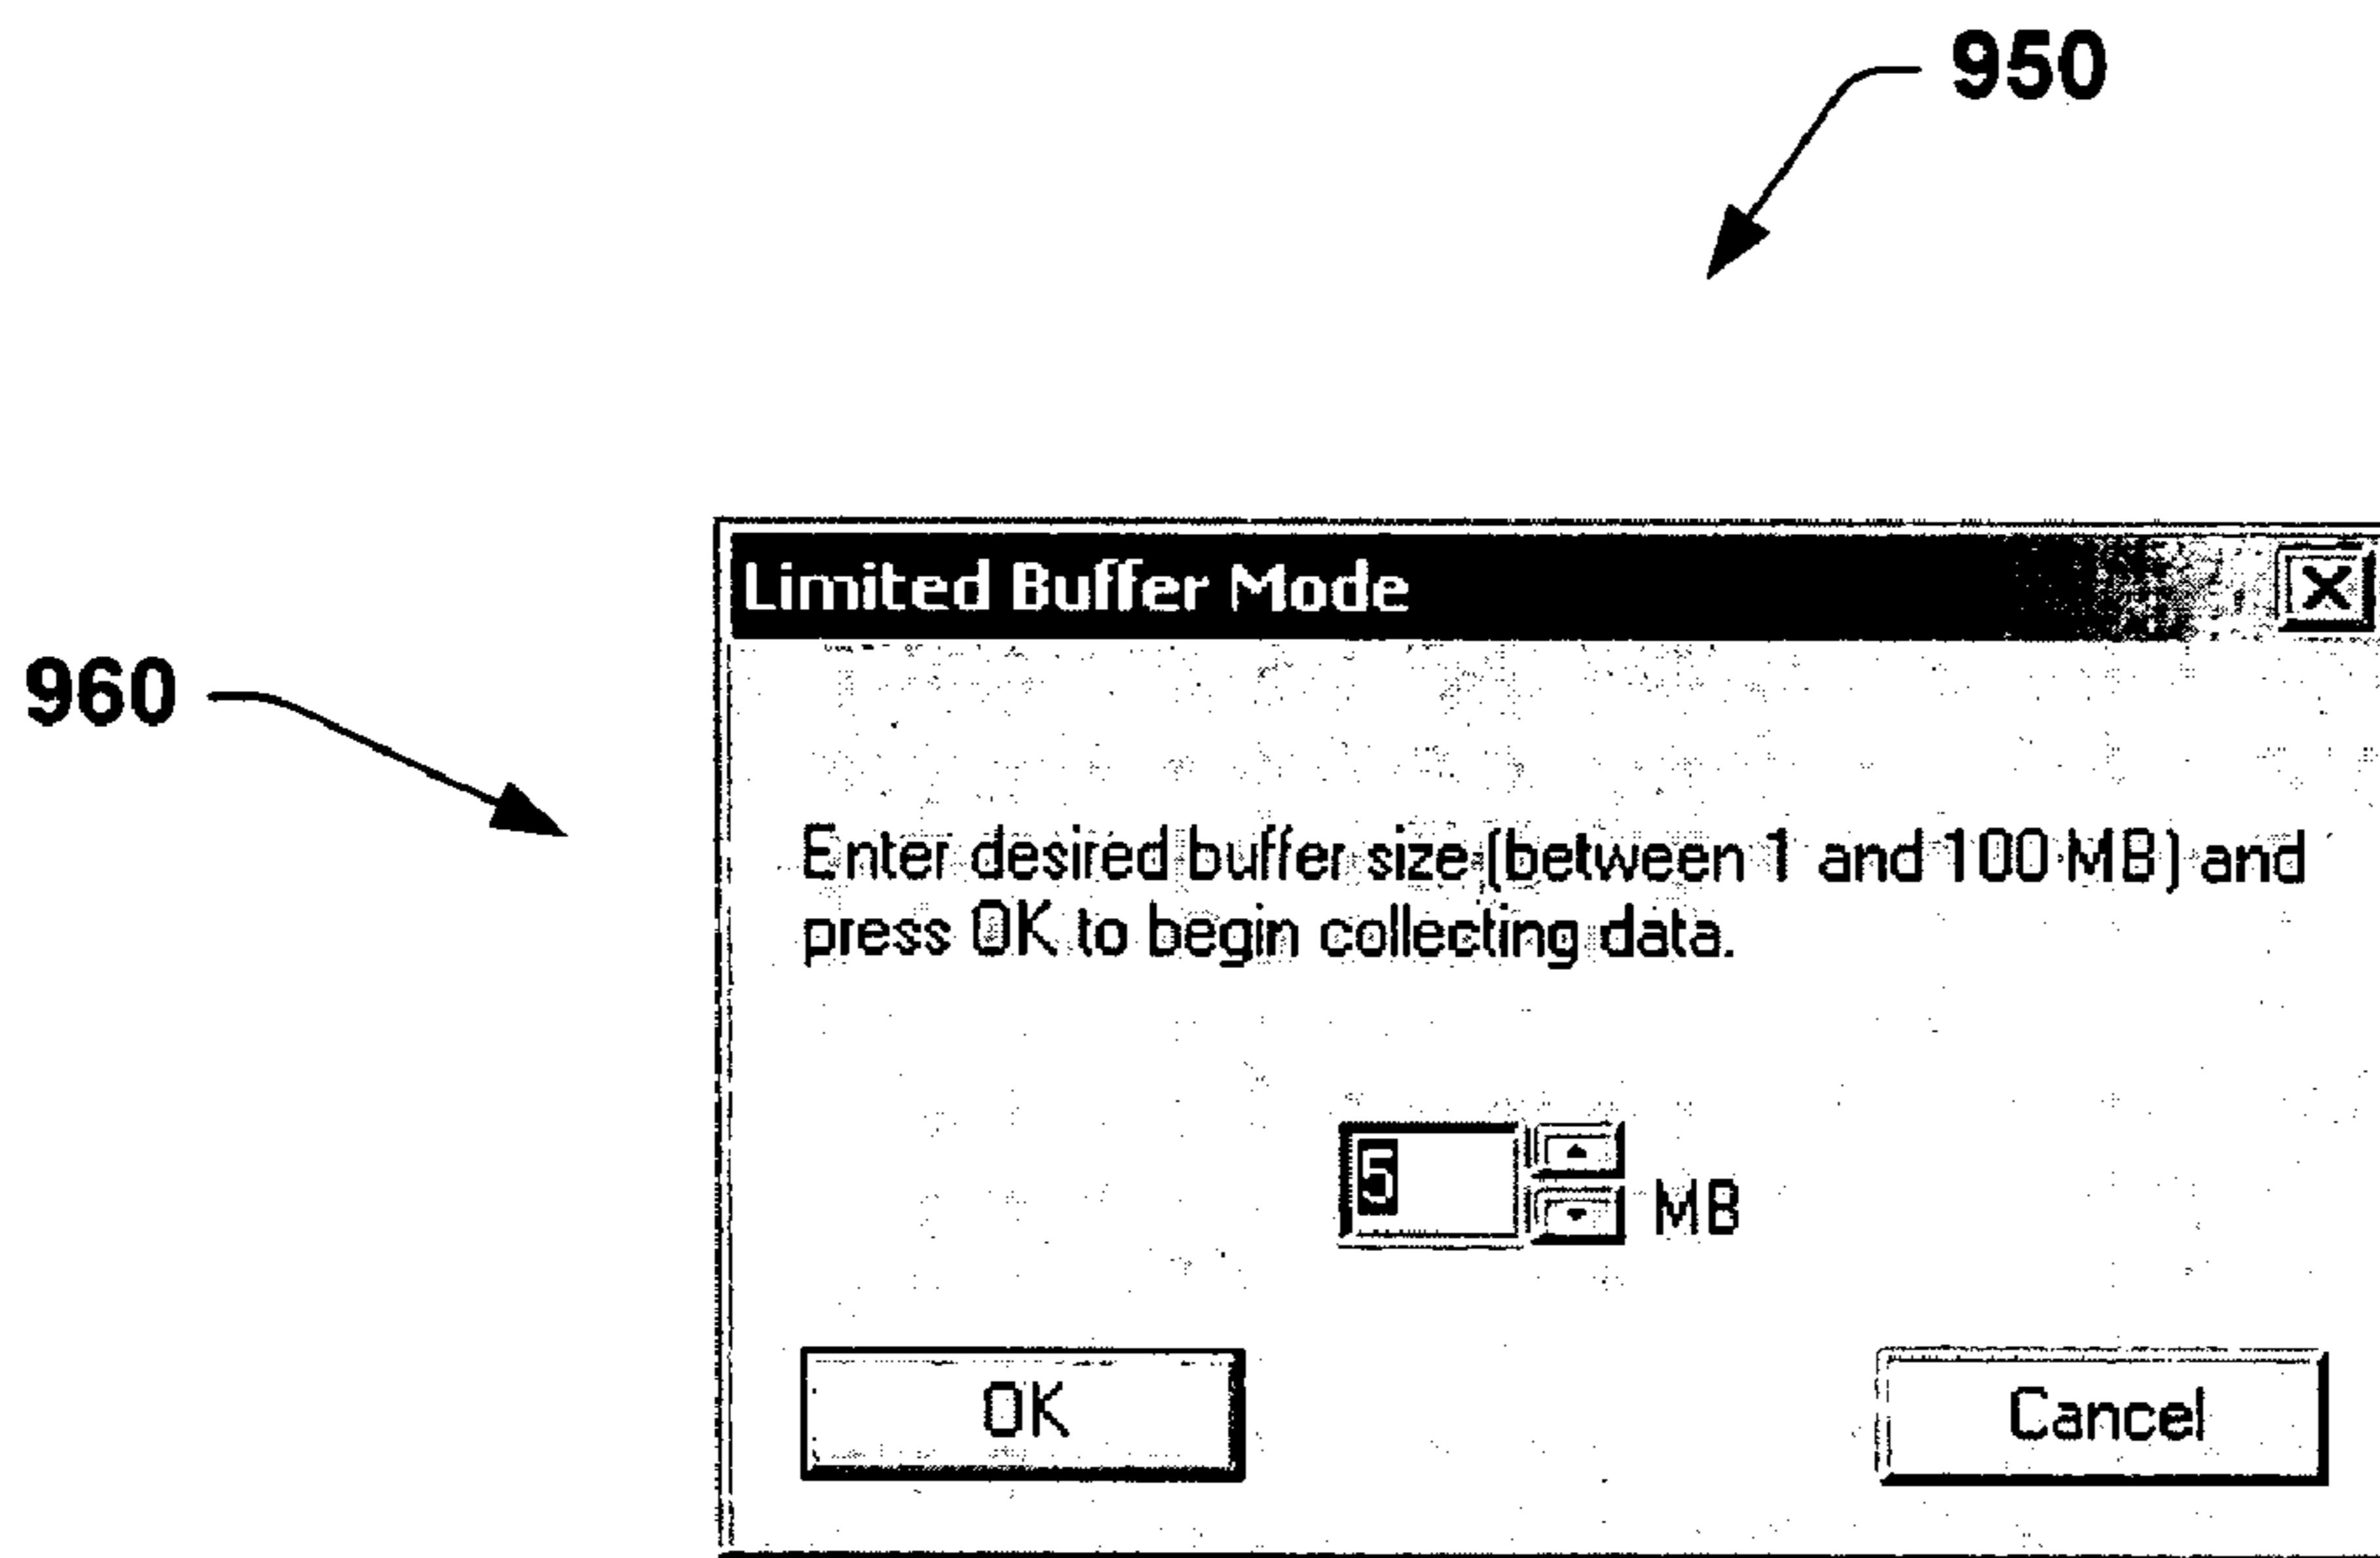 950
Limited Buffer Mode
960
Enter desired buffer size (between 1 and 100 MB) and
press OK to begin collecting data.
5
MB
OK
Cancel